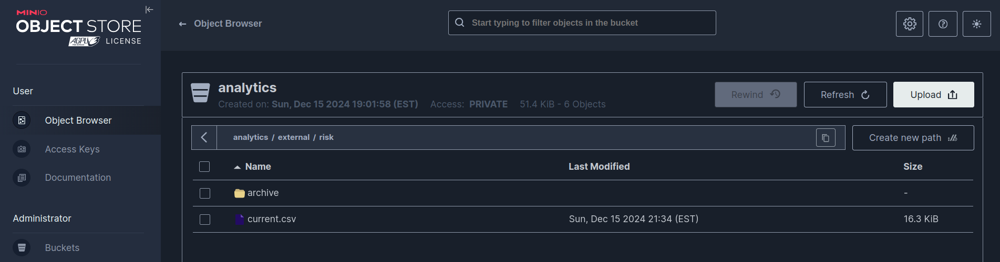 MINIO
OBJECT STORE
AGPL LICENSE
← Object Browser
Start typing to filter objects in the bucket
User
Object Browser
Access Keys
Documentation
Administrator
Buckets
analytics
Created on: Sun, Dec 15 2024 19:01:58 (EST) Access: PRIVATE 51.4 KiB - 6 Objects
Rewind
Refresh
Upload
analytics / external / risk
Create new path
Name Last Modified Size
archive -
current.csv Sun, Dec 15 2024 21:34 (EST) 16.3 KiB